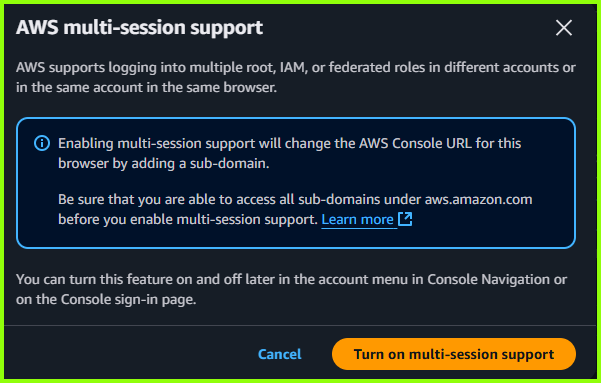 AWS multi-session support
AWS supports logging into multiple root, IAM, or federated roles in different accounts or
in the same account in the same browser.
Enabling multi-session support will change the AWS Console URL for this
browser by adding a sub-domain.
Be sure that you are able to access all sub-domains under aws.amazon.com
before you enable multi-session support. Learn more
You can turn this feature on and off later in the account menu in Console Navigation or
on the Console sign-in page.
Cancel Turn on multi-session support